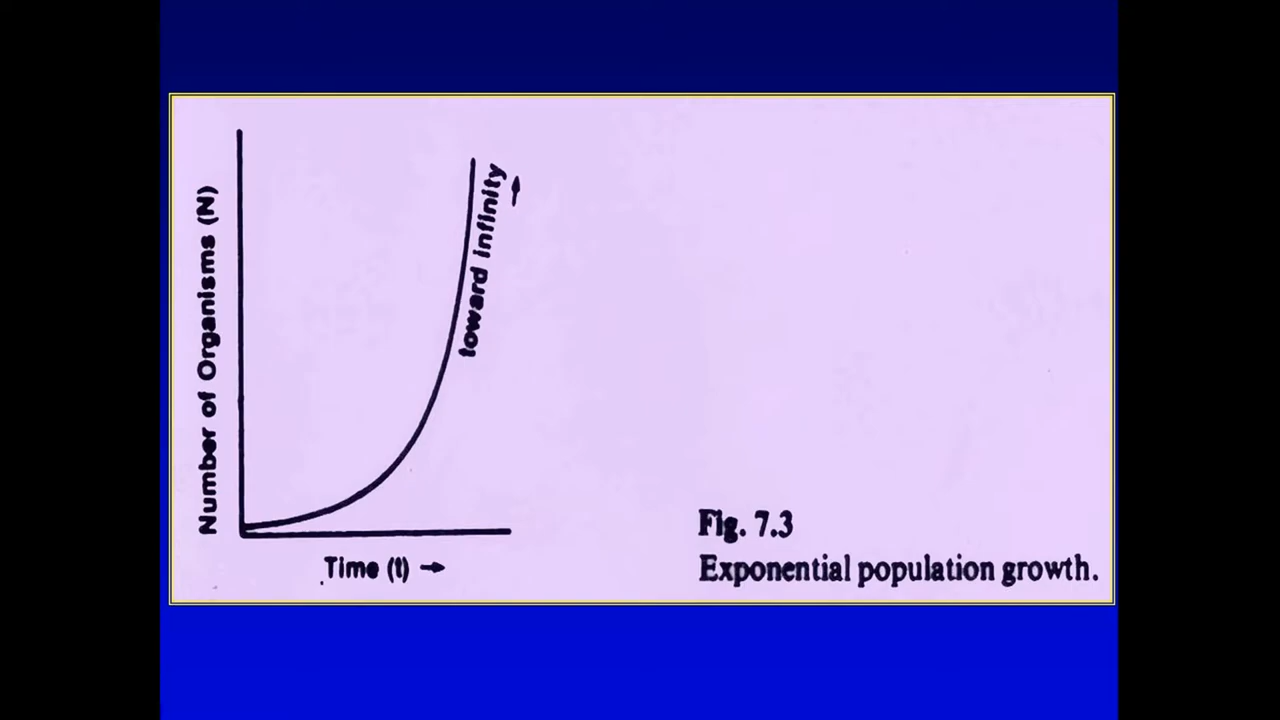 Number of Organisms (N)
toward infinity →
Time (t) →
Fig. 7.3
Exponential population growth.